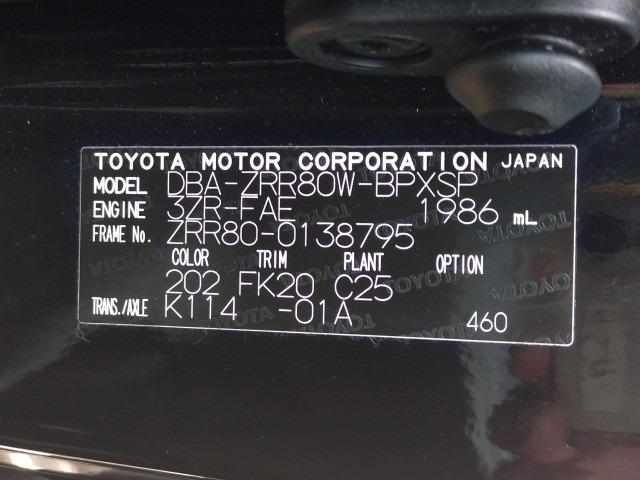 TOYOTA MOTOR CORPORATION JAPAN
MODEL DBA-ZRR80W-BPXSP
ENGINE 3ZR-FAE 1986 mL
FRAME No. ZRR80-0138795
COLOR TRIM PLANT OPTION
202 FK20 C25
TRANS./AXLE K114 -01A
460